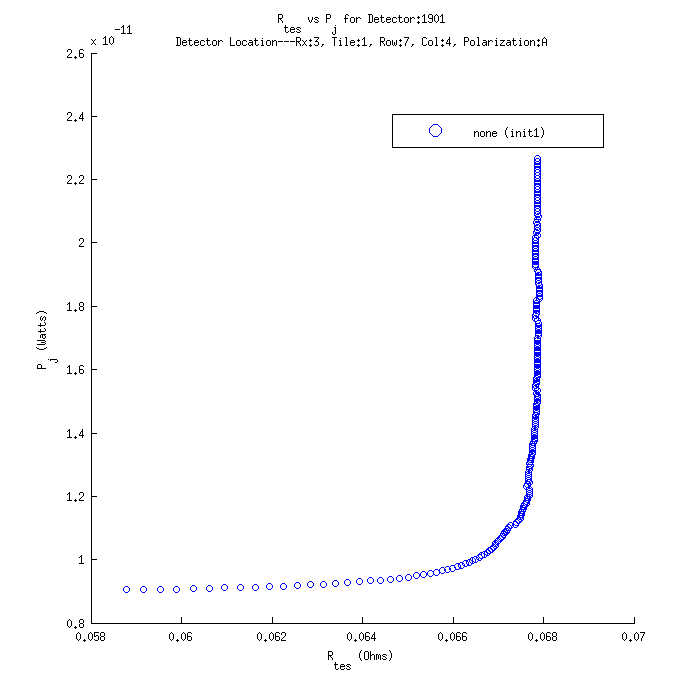 R_tes vs P_j for Detector:1901
x 10^-11
Detector Location---Rx:3, Tile:1, Row:7, Col:4, Polarization:A
2.6
2.4
none (init1)
2.2
2
1.8
1.6
P_j (Watts)
1.4
1.2
1
0.8
0.058 0.06 0.062 0.064 0.066 0.068 0.07
R_tes (Ohms)